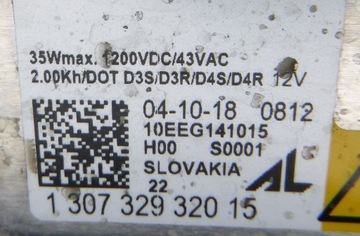 35Wmax. 1200VDC/43VAC
2.00Kh/DOT D3S/D3R/D4S/D4R 12V
04-10-18 0812
10EEG141015
H00 S0001
SLOVAKIA
22
AL
1 307 329 320 15